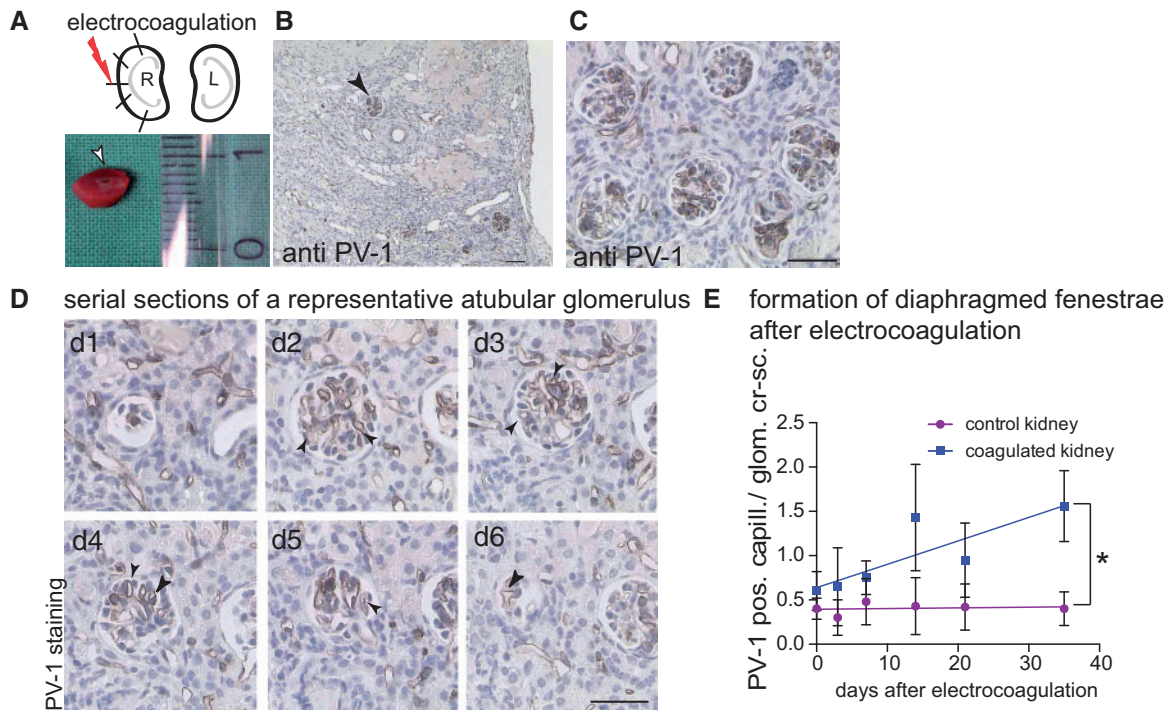 A
electrocoagulation
R
L
1
0
B
anti PV-1
C
anti PV-1
D
serial sections of a representative atubular glomerulus
d1
d2
d3
d4
d5
d6
PV-1 staining
E
formation of diaphragmed fenestrae
after electrocoagulation
PV-1 pos. capill./ glom. cr-sc.
2.5
2.0
1.5
1.0
0.5
0.0
control kidney
coagulated kidney
*
0
10
20
30
40
days after electrocoagulation